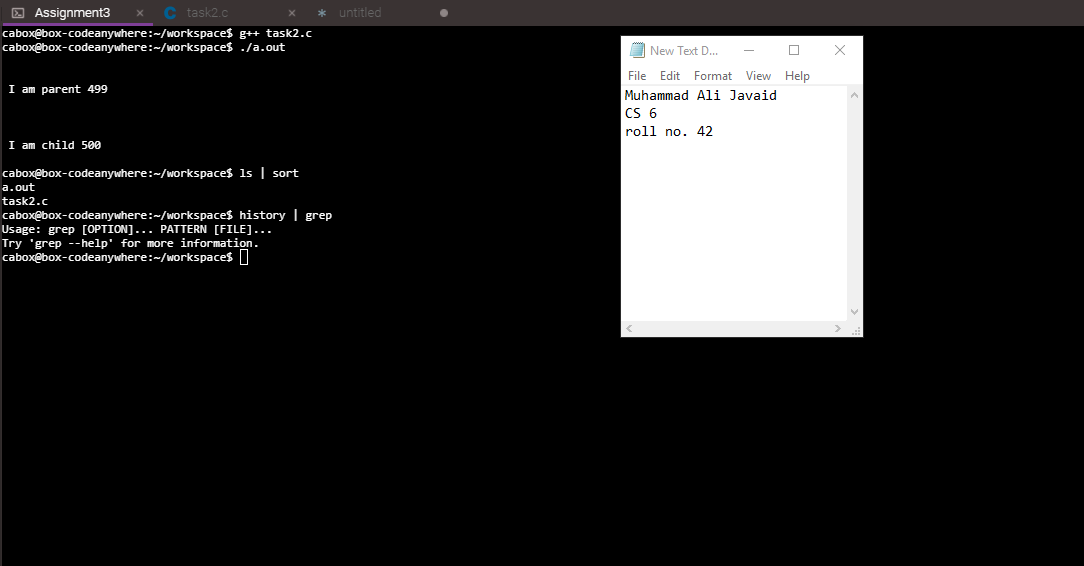 Assignment3 × task2.c × * untitled
cabox@box-codeanywhere:~/workspace$ g++ task2.c
cabox@box-codeanywhere:~/workspace$ ./a.out
I am parent 499
I am child 500
cabox@box-codeanywhere:~/workspace$ ls | sort
a.out
task2.c
cabox@box-codeanywhere:~/workspace$ history | grep
Usage: grep [OPTION]... PATTERN [FILE]...
Try 'grep --help' for more information.
cabox@box-codeanywhere:~/workspace$
New Text D...
File Edit Format View Help
Muhammad Ali Javaid
CS 6
roll no. 42